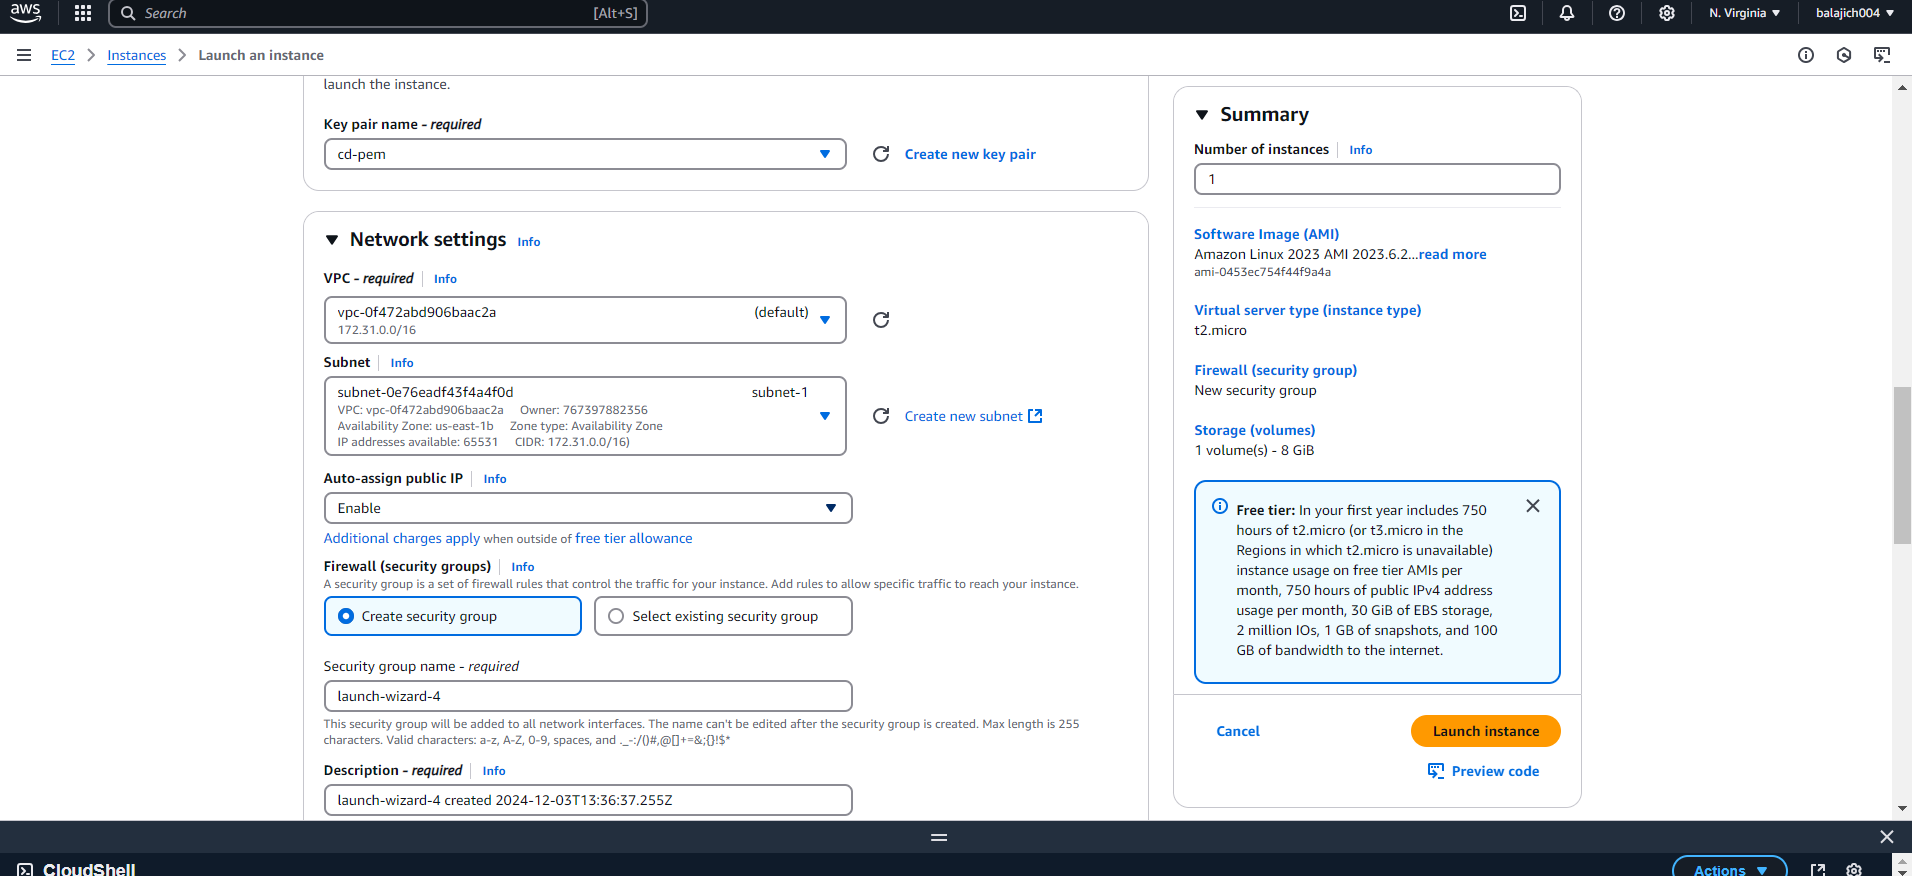 aws Search [Alt+S] N. Virginia balajich004
EC2 Instances Launch an instance
launch the instance.
Key pair name - required
cd-pem
Create new key pair
Network settings Info
VPC - required Info
vpc-0f472abd906baac2a (default)
172.31.0.0/16
Subnet Info
subnet-0e76eadf43f4a4f0d subnet-1
VPC: vpc-0f472abd906baac2a Owner: 767397882356
Availability Zone: us-east-1b Zone type: Availability Zone
IP addresses available: 65531 CIDR: 172.31.0.0/16)
Create new subnet
Auto-assign public IP Info
Enable
Additional charges apply when outside of free tier allowance
Firewall (security groups) Info
A security group is a set of firewall rules that control the traffic for your instance. Add rules to allow specific traffic to reach your instance.
Create security group Select existing security group
Security group name - required
launch-wizard-4
This security group will be added to all network interfaces. The name can't be edited after the security group is created. Max length is 255
characters. Valid characters: a-z, A-Z, 0-9, spaces, and ._-:/()#,@[]+=&;{}!$*
Description - required Info
launch-wizard-4 created 2024-12-03T13:36:37.255Z
Summary
Number of instances Info
1
Software Image (AMI)
Amazon Linux 2023 AMI 2023.6.2...read more
ami-0453ec754f44f9a4a
Virtual server type (instance type)
t2.micro
Firewall (security group)
New security group
Storage (volumes)
1 volume(s) - 8 GiB
Free tier: In your first year includes 750
hours of t2.micro (or t3.micro in the
Regions in which t2.micro is unavailable)
instance usage on free tier AMIs per
month, 750 hours of public IPv4 address
usage per month, 30 GiB of EBS storage,
2 million IOs, 1 GB of snapshots, and 100
GB of bandwidth to the internet.
Cancel Launch instance
Preview code
CloudShell Actions